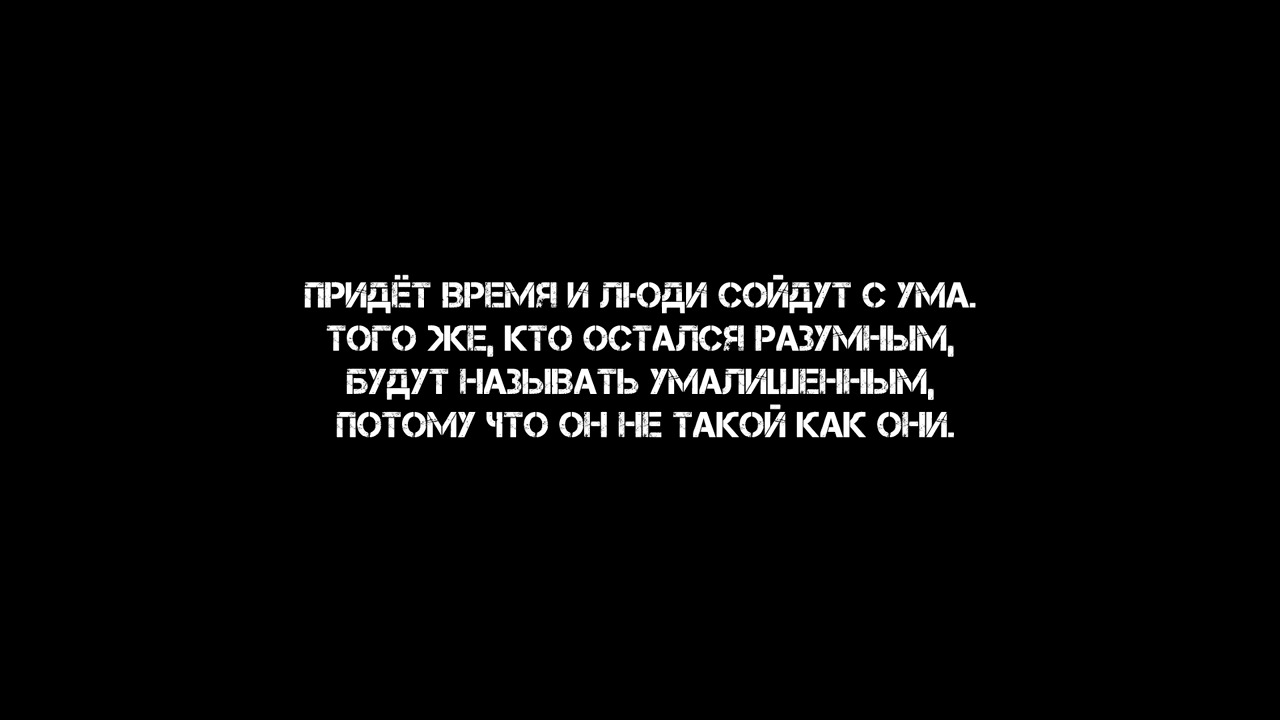 ПРИДЁТ ВРЕМЯ И ЛЮДИ СОЙДУТ С УМА.
ТОГО ЖЕ, КТО ОСТАЛСЯ РАЗУМНЫМ,
БУДУТ НАЗЫВАТЬ УМАЛИШЕННЫМ,
ПОТОМУ ЧТО ОН НЕ ТАКОЙ КАК ОНИ.